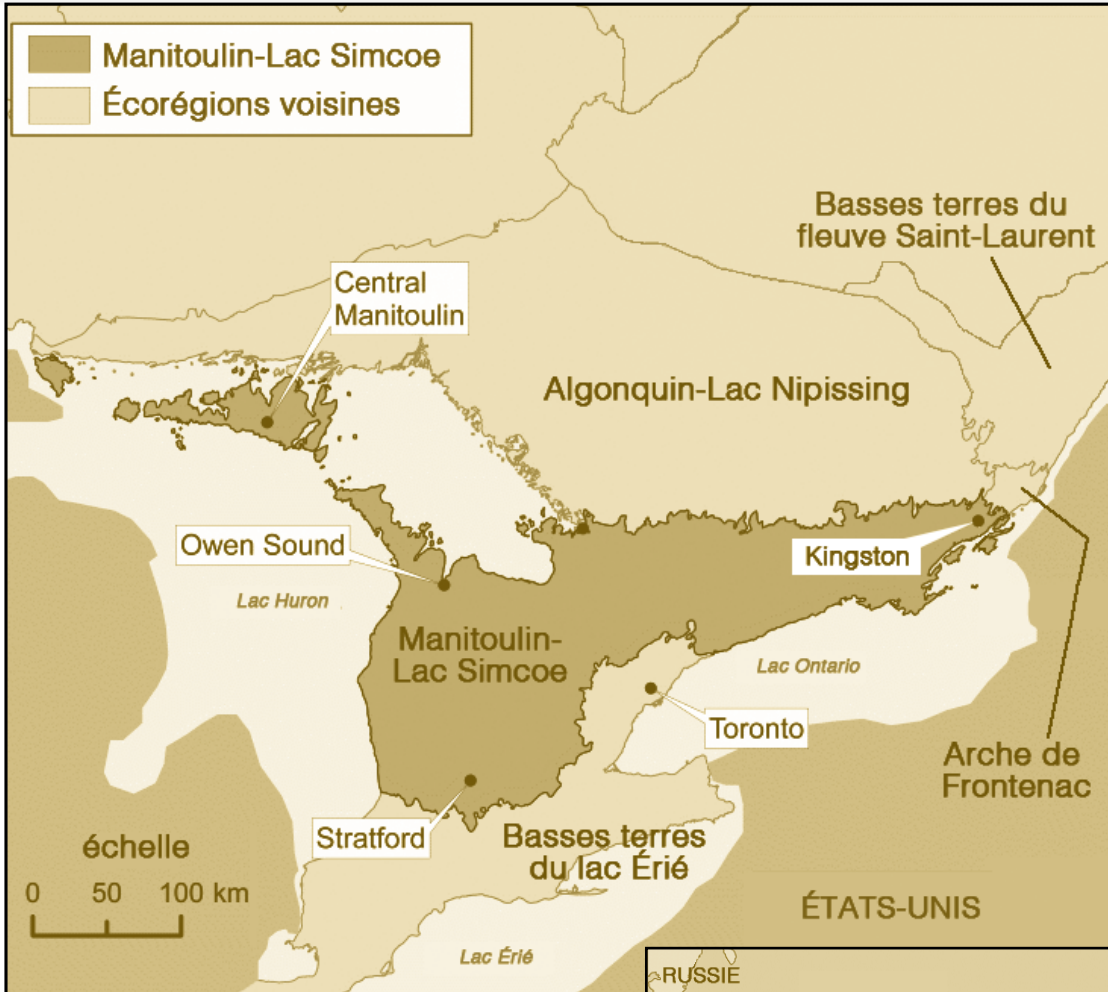 Manitoulin-Lac Simcoe
Écorégions voisines
Basses terres du
fleuve Saint-Laurent
Central
Manitoulin
Algonquin-Lac Nipissing
Owen Sound
Kingston
Lac Huron
Manitoulin-
Lac Simcoe
Lac Ontario
Toronto
Arche de
Frontenac
Stratford
Basses terres
du lac Érié
échelle
0 50 100 km
ÉTATS-UNIS
Lac Érié
RUSSIE